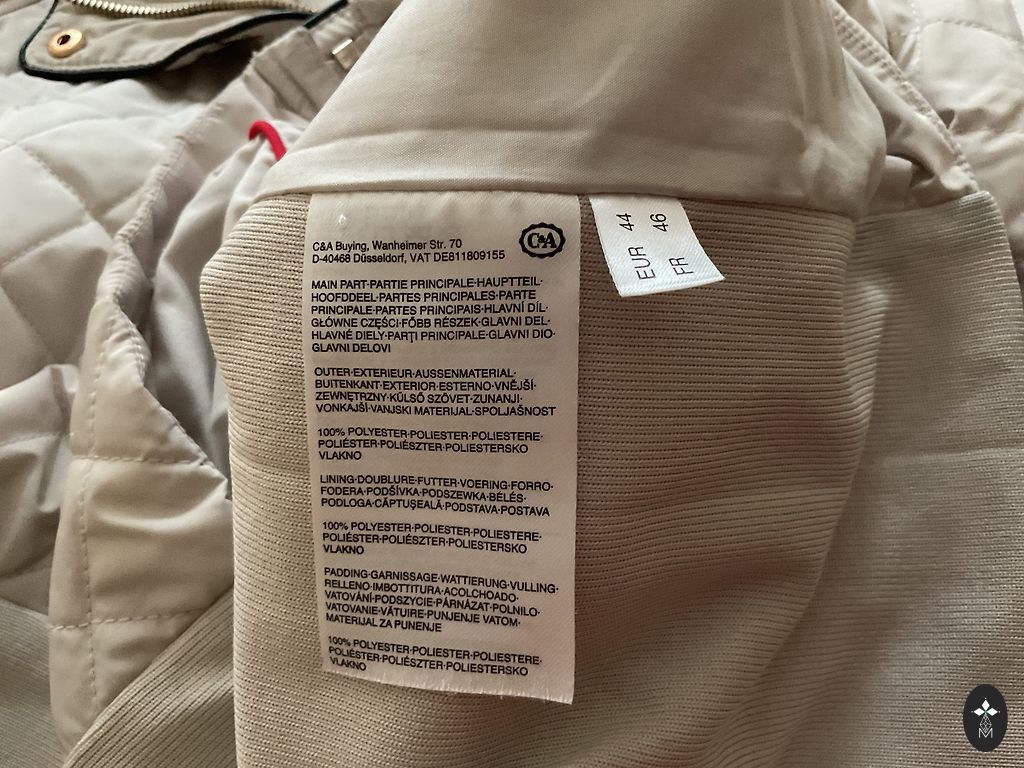 C&A Buying, Wanheimer Str. 70
D-40468 Düsseldorf, VAT DE811809155
C&A
MAIN PART·PARTIE PRINCIPALE·HAUPTTEIL·
HOOFDDEEL·PARTES PRINCIPALES·PARTE
PRINCIPALE·PARTES PRINCIPAIS·HLAVNÍ DÍL·
GŁÓWNE CZĘŚCI·FŐBB RÉSZEK·GLAVNI DEL·
HLAVNÉ DIELY·PARȚI PRINCIPALE·GLAVNI DIO·
GLAVNI DELOVI
OUTER·EXTERIEUR·AUSSENMATERIAL·
BUITENKANT·EXTERIOR·ESTERNO·VNĚJŠÍ·
ZEWNĘTRZNY·KÜLSŐ SZÖVET·ZUNANJI·
VONKAJŠÍ·VANJSKI MATERIJAL·SPOLJAŠNOST
100% POLYESTER·POLIESTER·POLIESTERE·
POLIÉSTER·POLIÉSZTER·POLIESTERSKO
VLAKNO
LINING·DOUBLURE·FUTTER·VOERING·FORRO·
FODERA·PODŠÍVKA·PODSZEWKA·BÉLÉS·
PODLOGA·CĂPTUȘEALĂ·PODSTAVA·POSTAVA
100% POLYESTER·POLIESTER·POLIESTERE·
POLIÉSTER·POLIÉSZTER·POLIESTERSKO
VLAKNO
PADDING·GARNISSAGE·WATTIERUNG·VULLING·
RELLENO·IMBOTTITURA·ACOLCHOADO·
VATOVÁNÍ·PODSZYCIE·PÁRNÁZAT·POLNILO·
VATOVANIE·VĂTUIRE·PUNJENJE VATOM·
MATERIJAL ZA PUNENJE
100% POLYESTER·POLIESTER·POLIESTERE·
POLIÉSTER·POLIÉSZTER·POLIESTERSKO
VLAKNO
EUR 44
FR 46
M